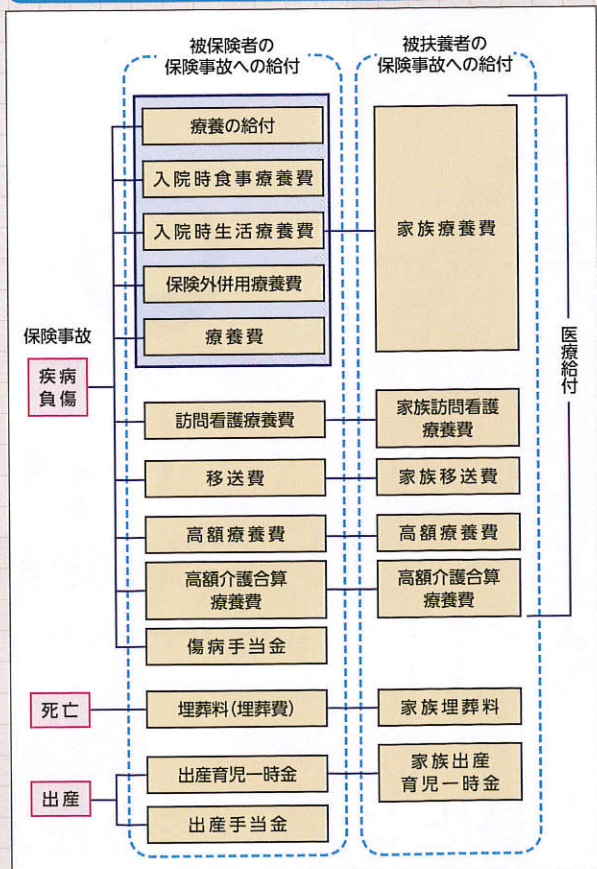 被保険者の
保険事故への給付
被扶養者の
保険事故への給付
療養の給付
入院時食事療養費
入院時生活療養費
保険外併用療養費
療養費
家族療養費
保険事故
疾病
負傷
医療給付
訪問看護療養費
家族訪問看護
療養費
移送費
家族移送費
高額療養費
高額療養費
高額介護合算
療養費
高額介護合算
療養費
傷病手当金
死亡
埋葬料(埋葬費)
家族埋葬料
出産
出産育児一時金
家族出産
育児一時金
出産手当金